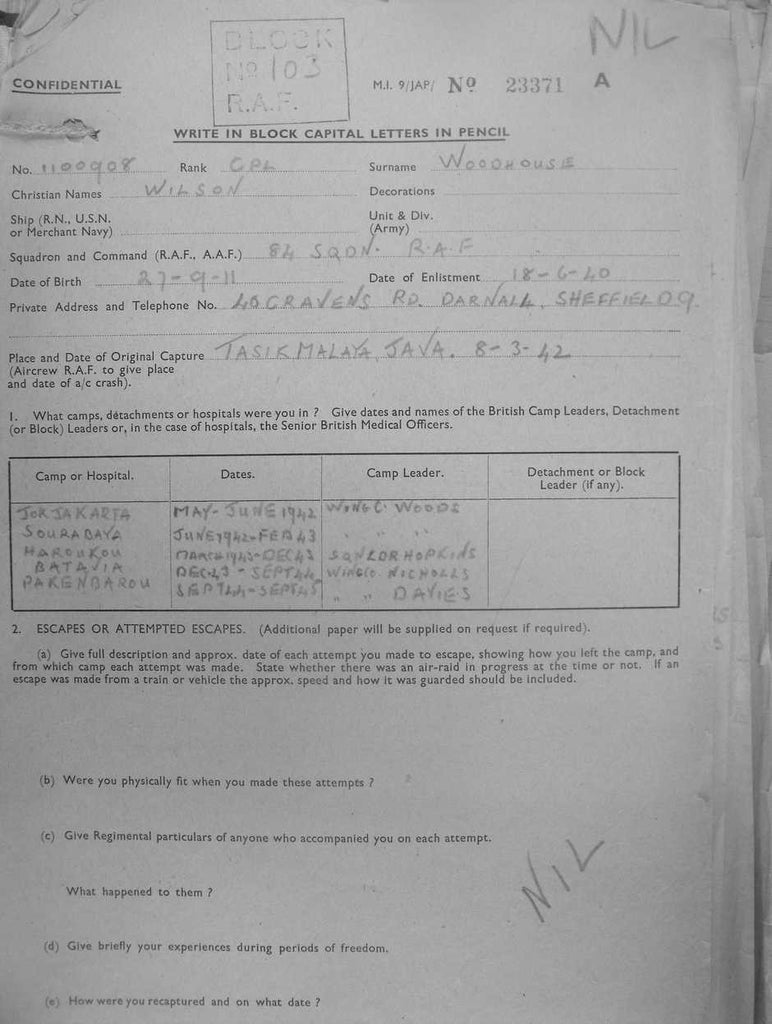 NIL
BLOCK
Nº 103
R.A.F.
CONFIDENTIAL
M.I. 9/JAP/ Nº 23371 A
WRITE IN BLOCK CAPITAL LETTERS IN PENCIL
No. 1100908 Rank CPL Surname WOODHOUSE
Christian Names WILSON Decorations
Ship (R.N., U.S.N. Unit & Div.
or Merchant Navy) (Army)
Squadron and Command (R.A.F., A.A.F.) 84 SQDN. R.A.F
Date of Birth 27-9-11 Date of Enlistment 18-6-40
Private Address and Telephone No. 40 CRAVENS RD. DARNALL, SHEFFIELD 9.
Place and Date of Original Capture TASIKMALAYA, JAVA. 8-3-42
(Aircrew R.A.F. to give place
and date of a/c crash).
1. What camps, detachments or hospitals were you in ? Give dates and names of the British Camp Leaders, Detachment
(or Block) Leaders or, in the case of hospitals, the Senior British Medical Officers.
Camp or Hospital. Dates. Camp Leader. Detachment or Block
Leader (if any).
JOKJAKARTA MAY-JUNE 1942 WING C. WOODS
SOURABAYA JUNE 1942-FEB 43 " "
HAROUKOU MARCH 1943-DEC 43 SQN LDR HOPKINS
BATAVIA DEC 43 - SEPT 44 WINGCO. NICHOLLS
PAKENBAROU SEPT 44-SEPT 45 " " DAVIES
2. ESCAPES OR ATTEMPTED ESCAPES. (Additional paper will be supplied on request if required).
(a) Give full description and approx. date of each attempt you made to escape, showing how you left the camp, and
from which camp each attempt was made. State whether there was an air-raid in progress at the time or not. If an
escape was made from a train or vehicle the approx. speed and how it was guarded should be included.
(b) Were you physically fit when you made these attempts ?
(c) Give Regimental particulars of anyone who accompanied you on each attempt.
NIL
What happened to them ?
(d) Give briefly your experiences during periods of freedom.
(e) How were you recaptured and on what date ?